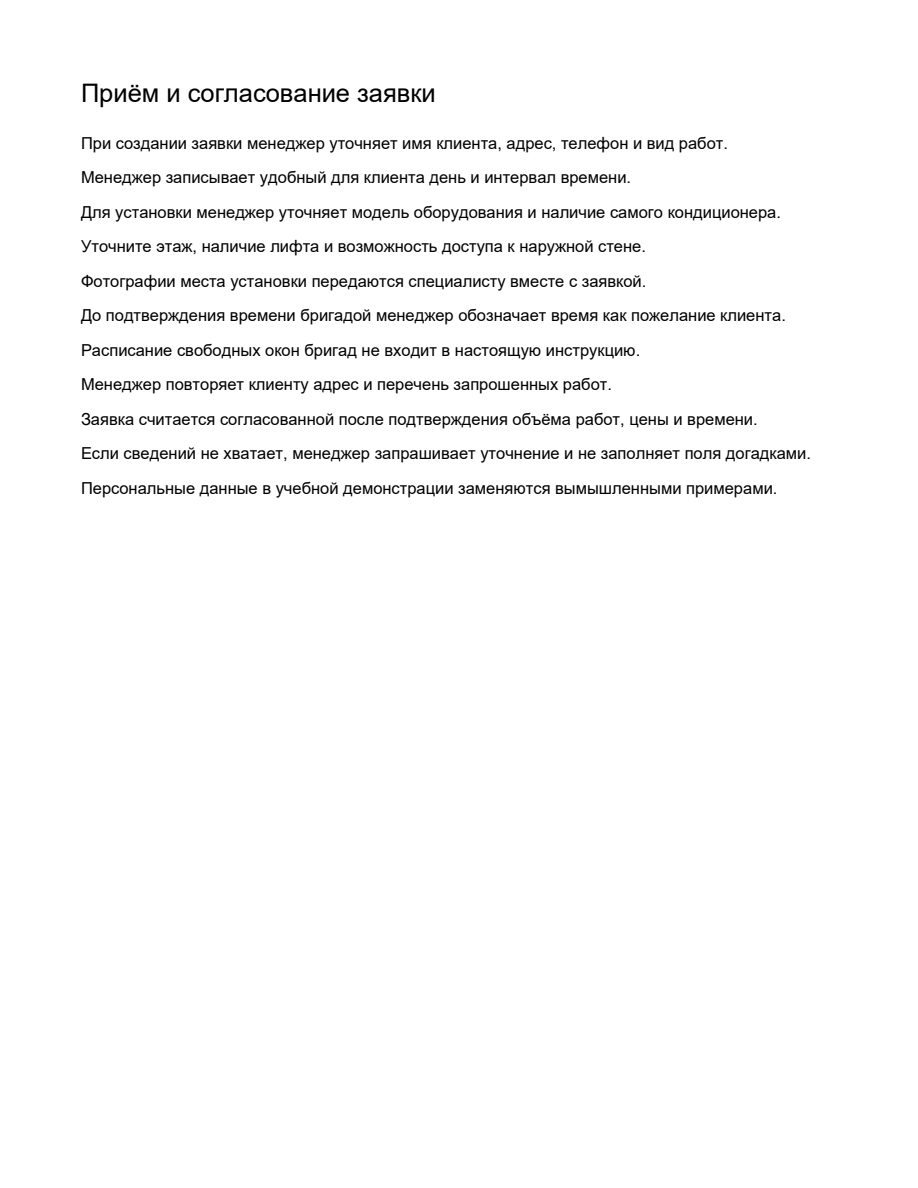 Приём и согласование заявки
При создании заявки менеджер уточняет имя клиента, адрес, телефон и вид работ.
Менеджер записывает удобный для клиента день и интервал времени.
Для установки менеджер уточняет модель оборудования и наличие самого кондиционера.
Уточните этаж, наличие лифта и возможность доступа к наружной стене.
Фотографии места установки передаются специалисту вместе с заявкой.
До подтверждения времени бригадой менеджер обозначает время как пожелание клиента.
Расписание свободных окон бригад не входит в настоящую инструкцию.
Менеджер повторяет клиенту адрес и перечень запрошенных работ.
Заявка считается согласованной после подтверждения объёма работ, цены и времени.
Если сведений не хватает, менеджер запрашивает уточнение и не заполняет поля догадками.
Персональные данные в учебной демонстрации заменяются вымышленными примерами.